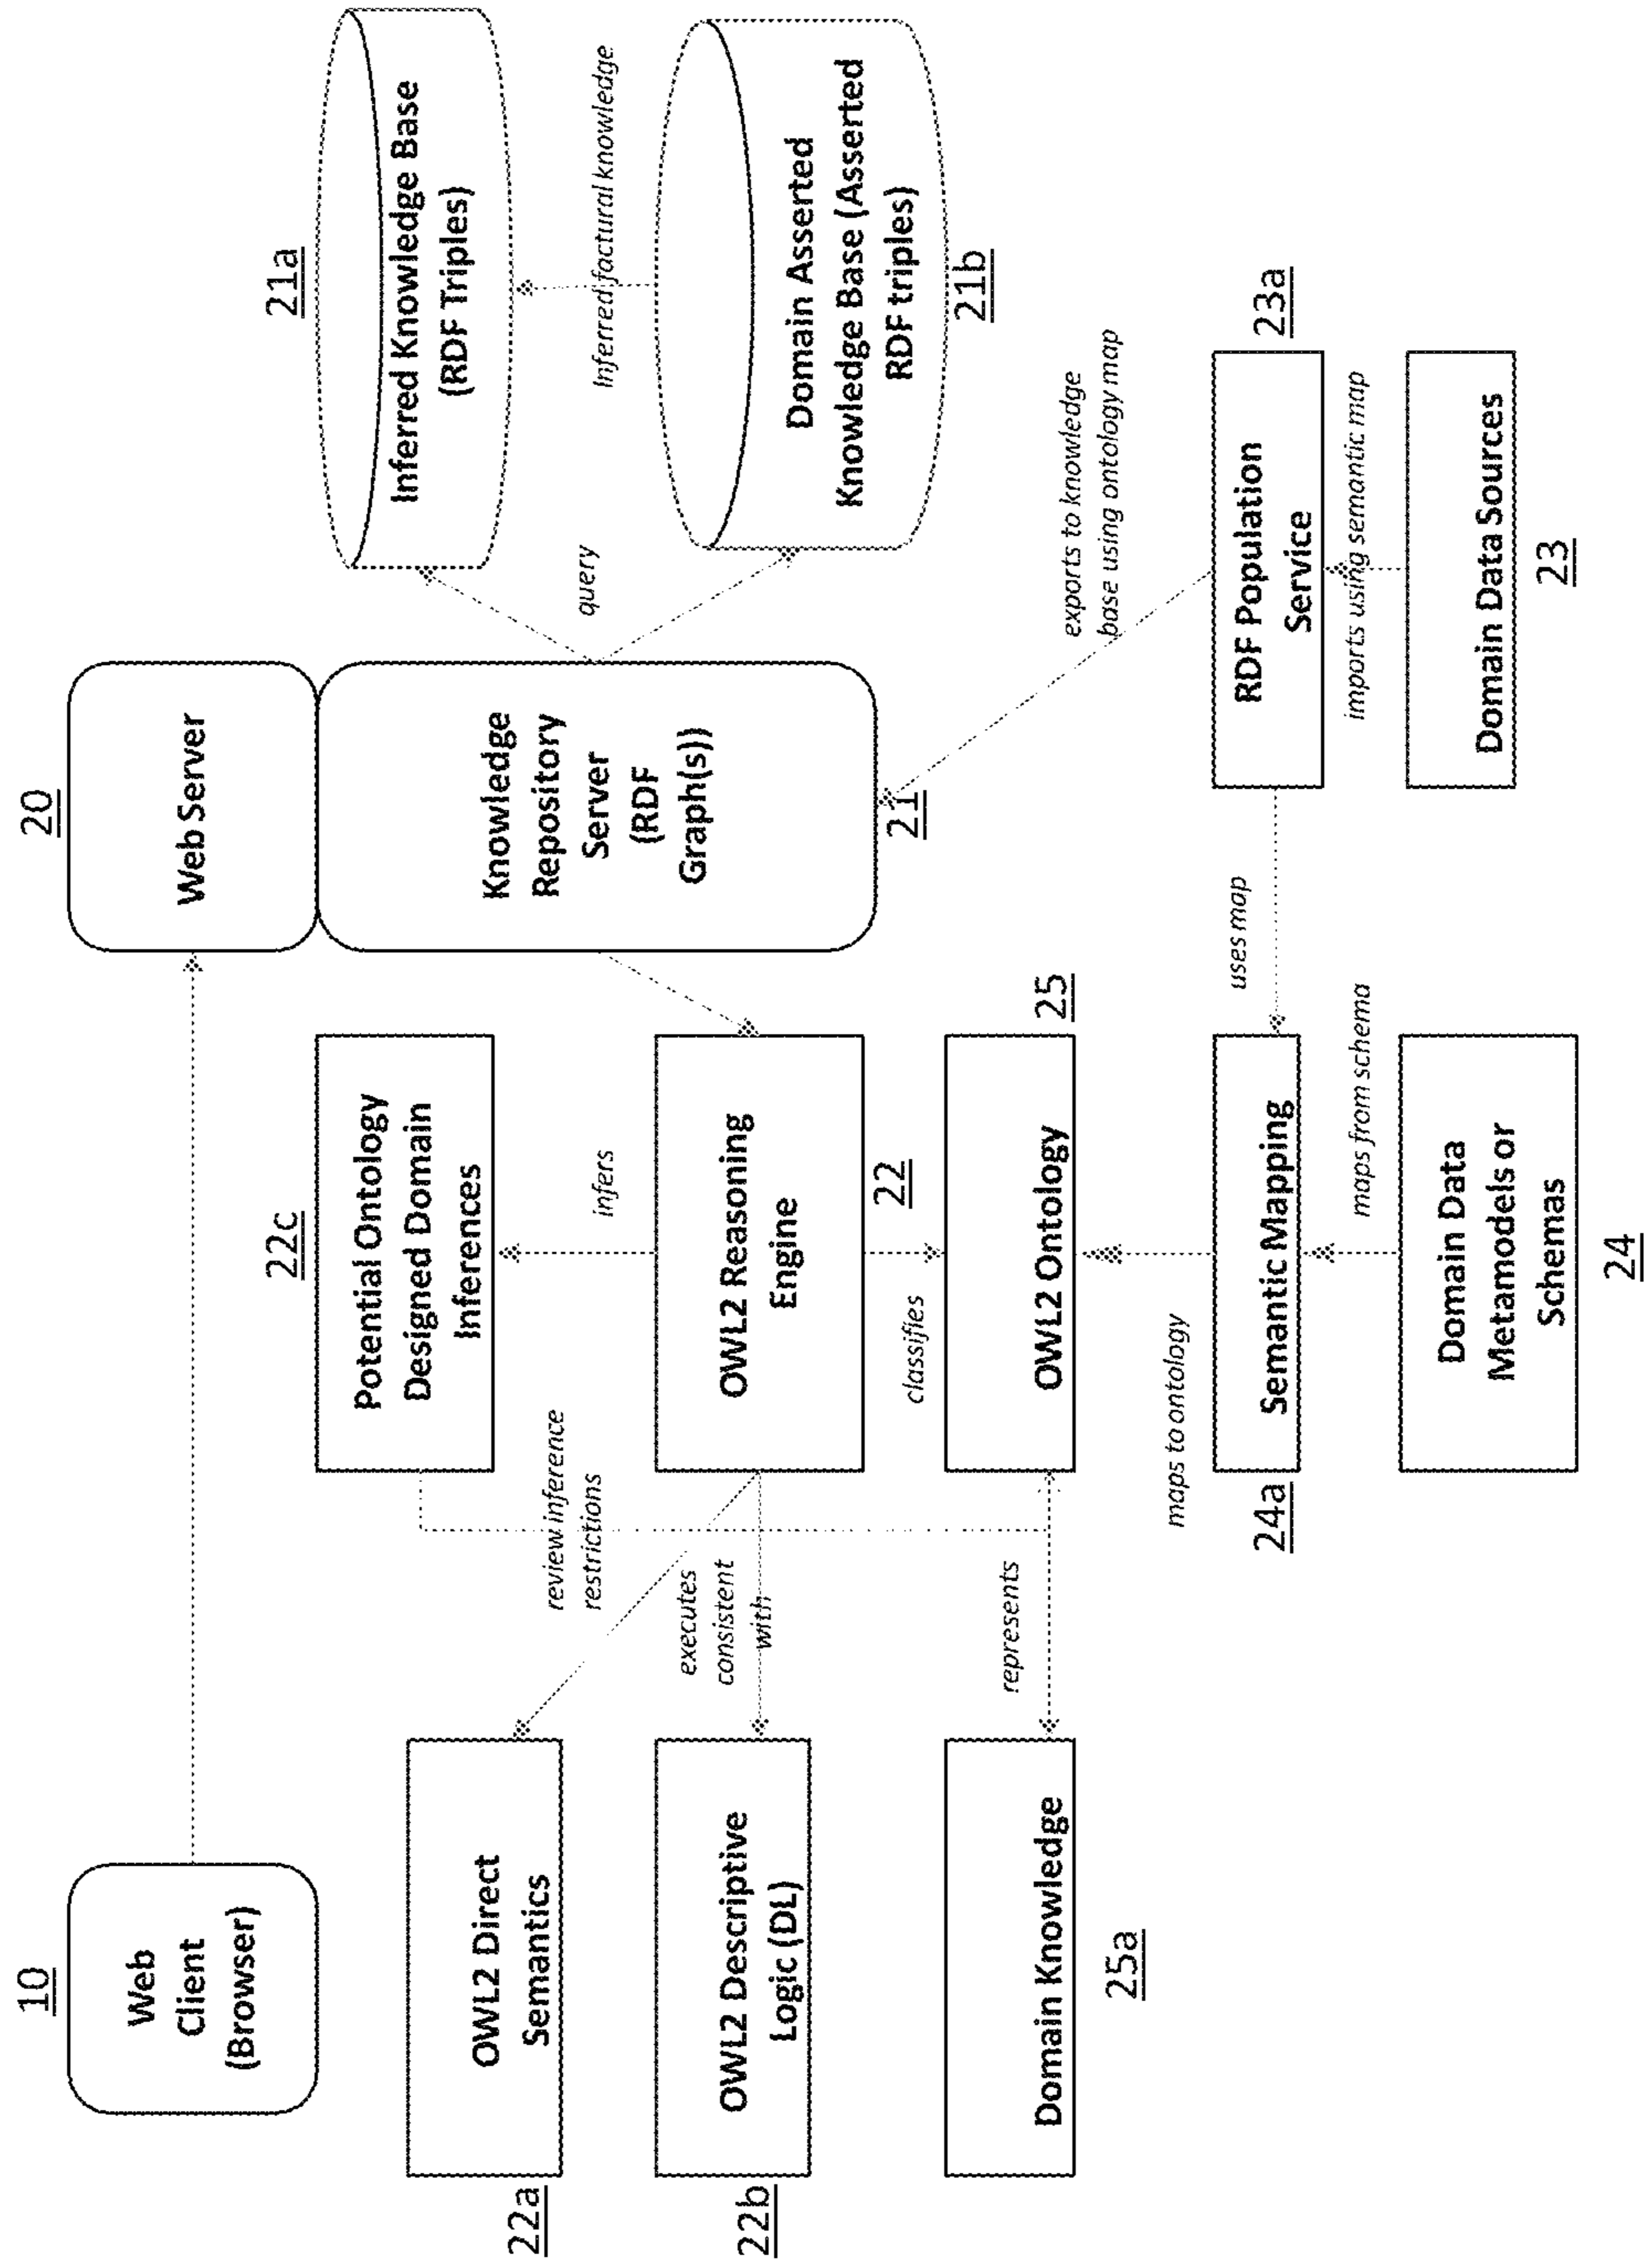 10
Web
Client
(Browser)
20
Web Server
Knowledge
Repository
Server
(RDF
Graph(s))
21
21a
Inferred Knowledge Base
(RDF Triples)
Inferred factural knowledge
query
Domain Asserted
Knowledge Base (Asserted
RDF triples)
21b
22c
Potential Ontology
Designed Domain
Inferences
infers
review inference
restrictions
OWL2 Direct
Semantics
22a
OWL2 Reasoning
Engine
22
executes
consistent
with
OWL2 Descriptive
Logic (DL)
22b
classifies
OWL2 Ontology
25
represents
Domain Knowledge
25a
exports to knowledge
base using ontology map
maps to ontology
Semantic Mapping
24a
uses map
RDF Population
Service
23a
maps from schema
imports using semantic map
Domain Data
Metamodels or
Schemas
24
Domain Data Sources
23